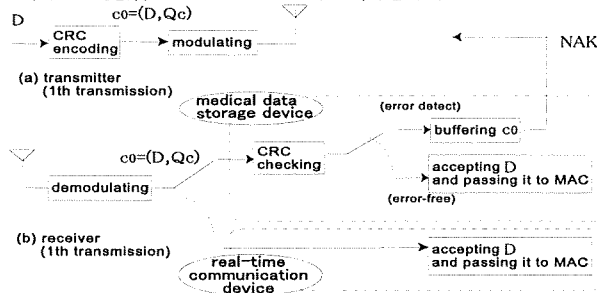 D
c0=(D,Qc)
CRC
encoding
modulating
NAK
(a) transmitter
(1th transmission)
medical data
storage device
(error detect)
buffering c0
c0=(D,Qc)
CRC
checking
demodulating
accepting D
and passing it to MAC
(error-free)
(b) receiver
(1th transmission)
accepting D
and passing it to MAC
real-time
communication
device